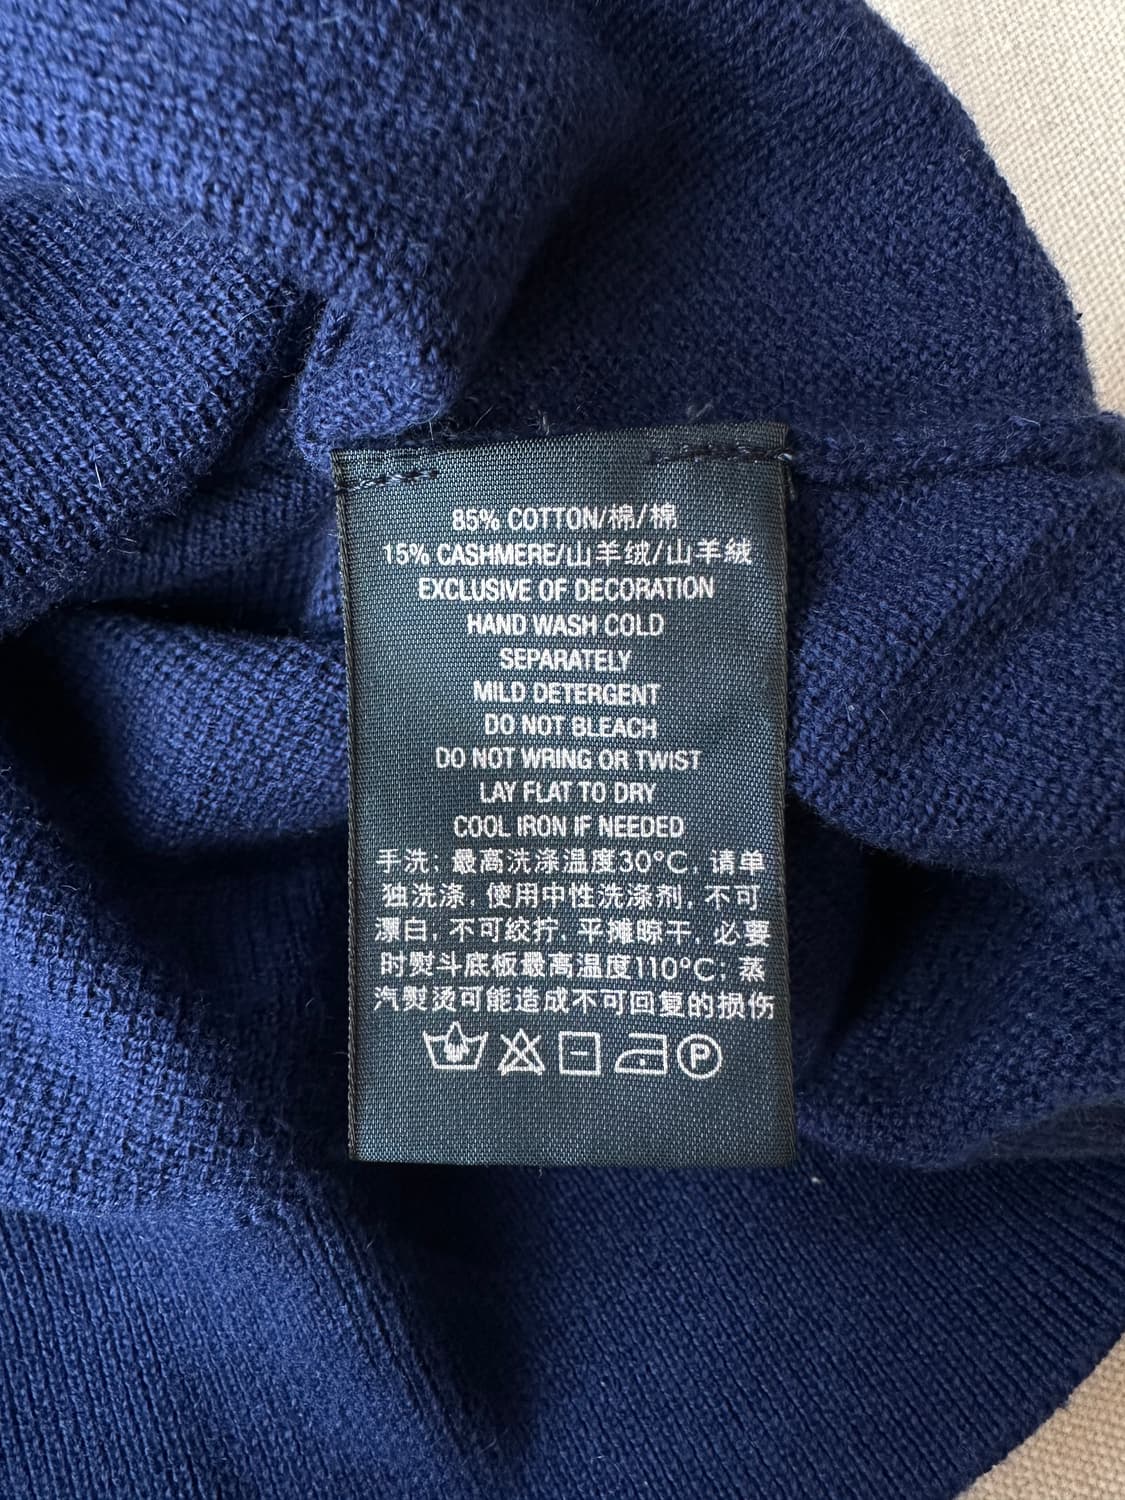 85% COTTON/棉/棉
15% CASHMERE/山羊绒/山羊絨
EXCLUSIVE OF DECORATION
HAND WASH COLD
SEPARATELY
MILD DETERGENT
DO NOT BLEACH
DO NOT WRING OR TWIST
LAY FLAT TO DRY
COOL IRON IF NEEDED
手洗; 最高洗涤温度30°C, 请单
独洗涤, 使用中性洗涤剂, 不可
漂白, 不可绞拧, 平摊晾干, 必要
时熨斗底板最高温度110°C; 蒸
汽熨烫可能造成不可回复的损伤
P